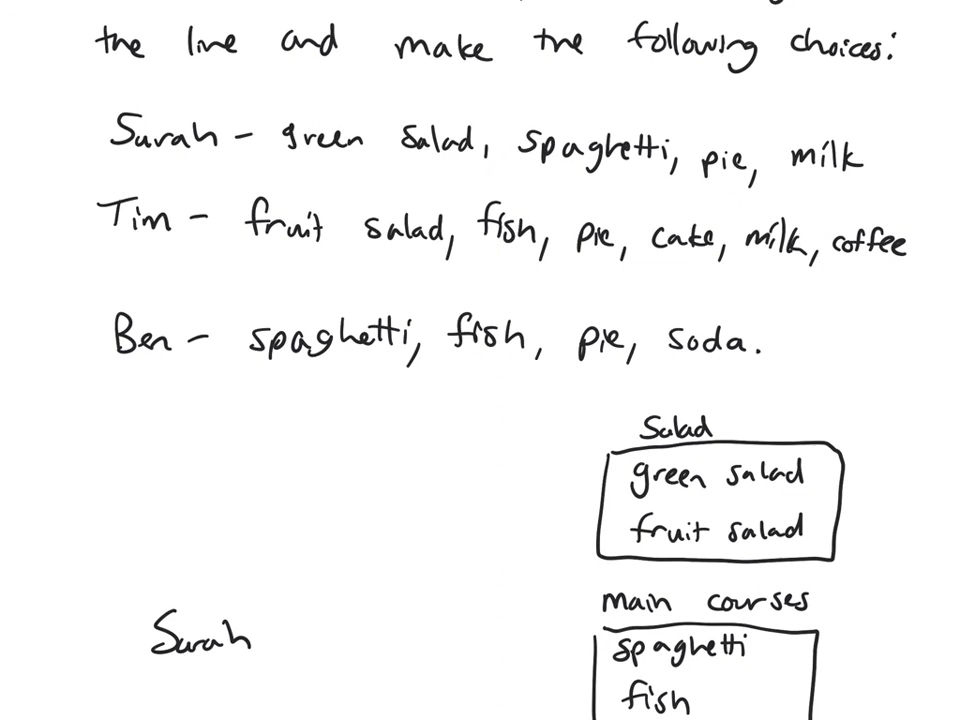 the line and make the following choices:
Sarah - green salad, spaghetti, pie, milk
Tim - fruit salad, fish, pie, cake, milk, coffee
Ben - spaghetti, fish, pie, soda.
Salad
green salad
fruit salad
main courses
Sarah
spaghetti
fish